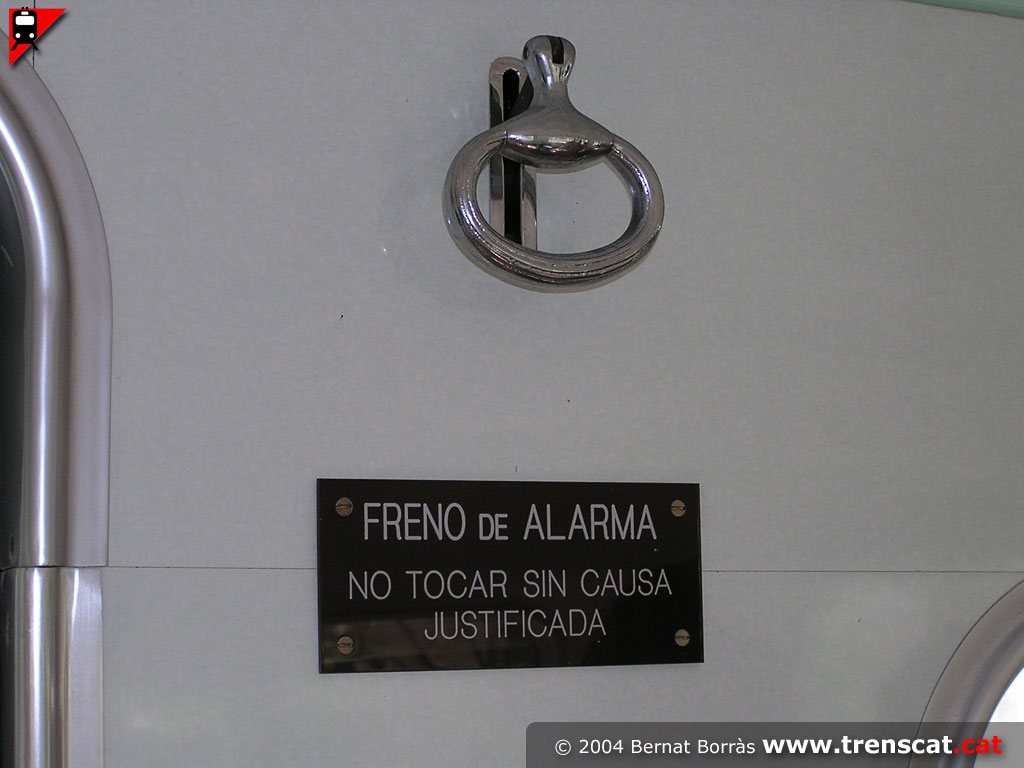 FRENO DE ALARMA
NO TOCAR SIN CAUSA
JUSTIFICADA
© 2004 Bernat Borràs www.trenscat.cat